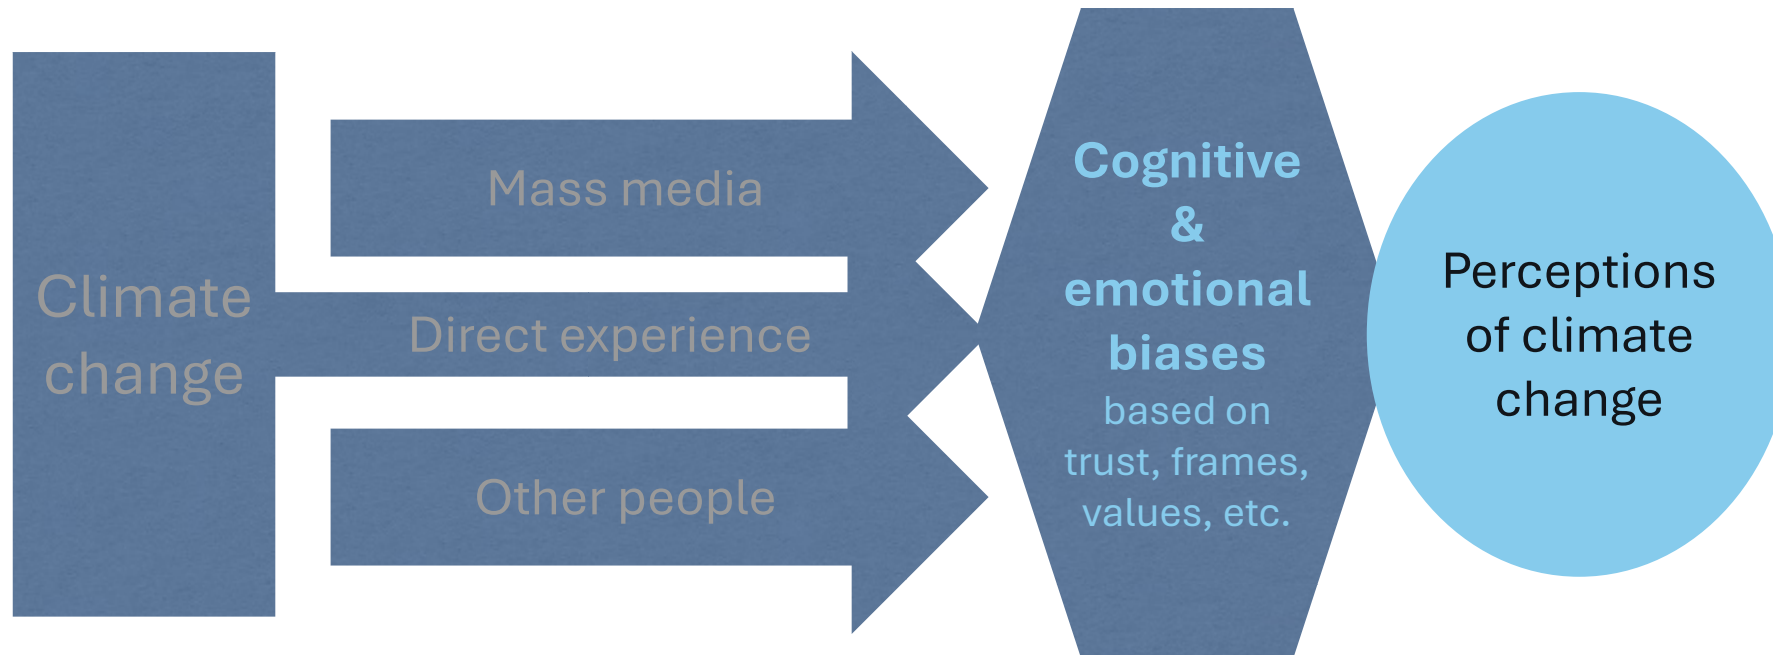 Climate
change
Mass media
Direct experience
Other people
Cognitive
&
emotional
biases
based on
trust, frames,
values, etc.
Perceptions
of climate
change